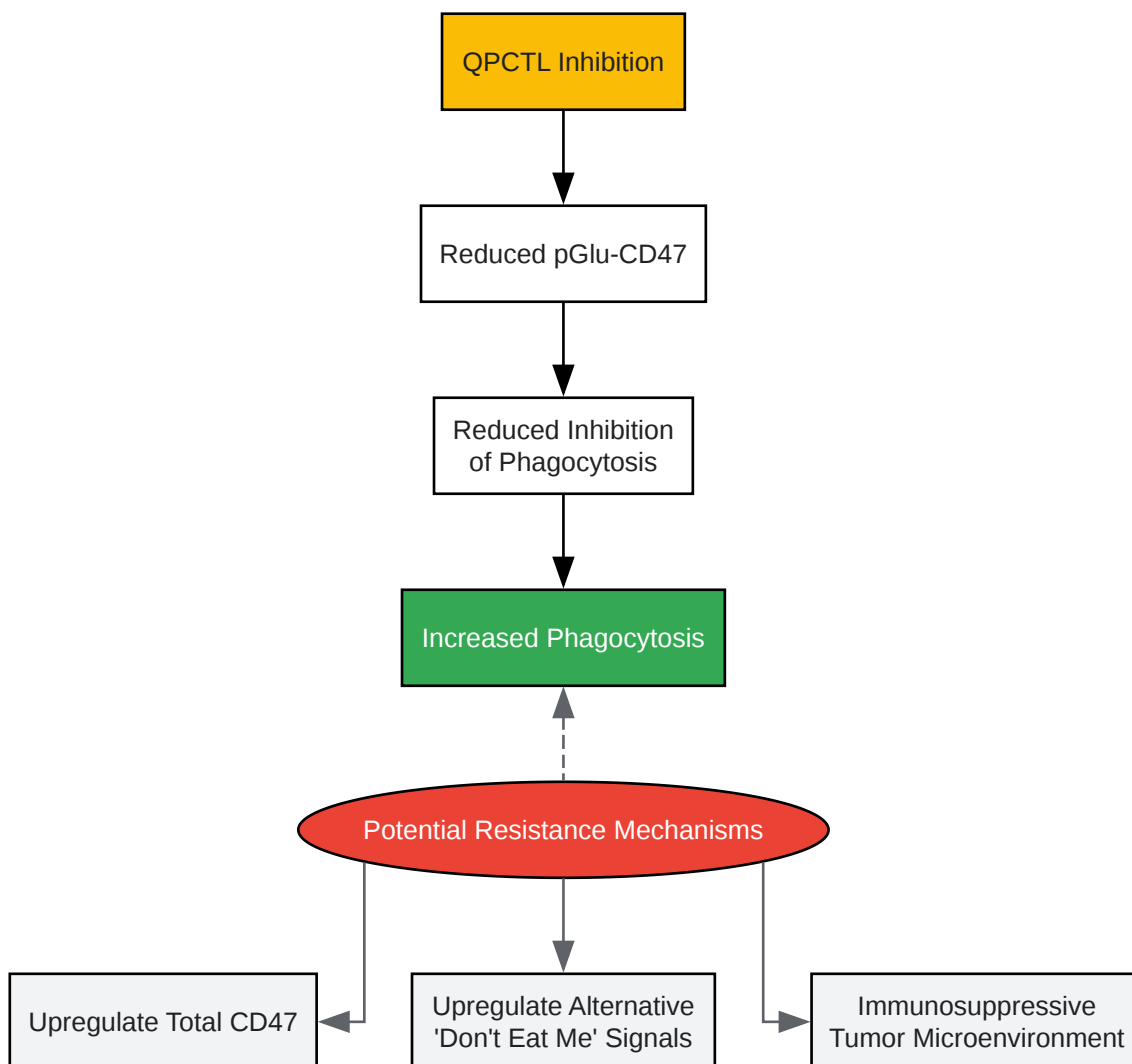 QPCTL Inhibition
Reduced pGlu-CD47
Reduced Inhibition
of Phagocytosis
Increased Phagocytosis
Potential Resistance Mechanisms
Upregulate Total CD47
Upregulate Alternative
'Don't Eat Me' Signals
Immunosuppressive
Tumor Microenvironment